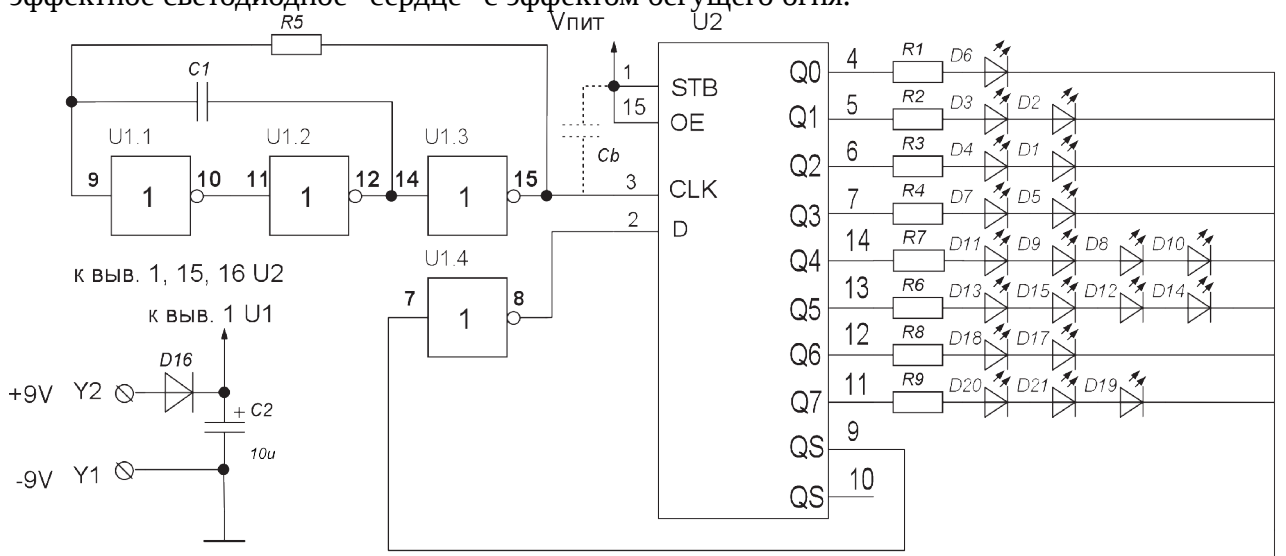 эффектное светодиодное "сердце" с эффектом бегущего огня.
R5
Vпит
U2
C1
1
STB
15
OE
Cb
U1.1
U1.2
U1.3
9
1
10
11
1
12
14
1
15
3
CLK
2
D
U1.4
7
1
8
к выв. 1, 15, 16 U2
к выв. 1 U1
D16
+9V Y2
+ C2
10u
-9V Y1
Q0 4 R1 D6
Q1 5 R2 D3 D2
Q2 6 R3 D4 D1
Q3 7 R4 D7 D5
Q4 14 R7 D11 D9 D8 D10
Q5 13 R6 D13 D15 D12 D14
Q6 12 R8 D18 D17
Q7 11 R9 D20 D21 D19
QS 9
QS 10